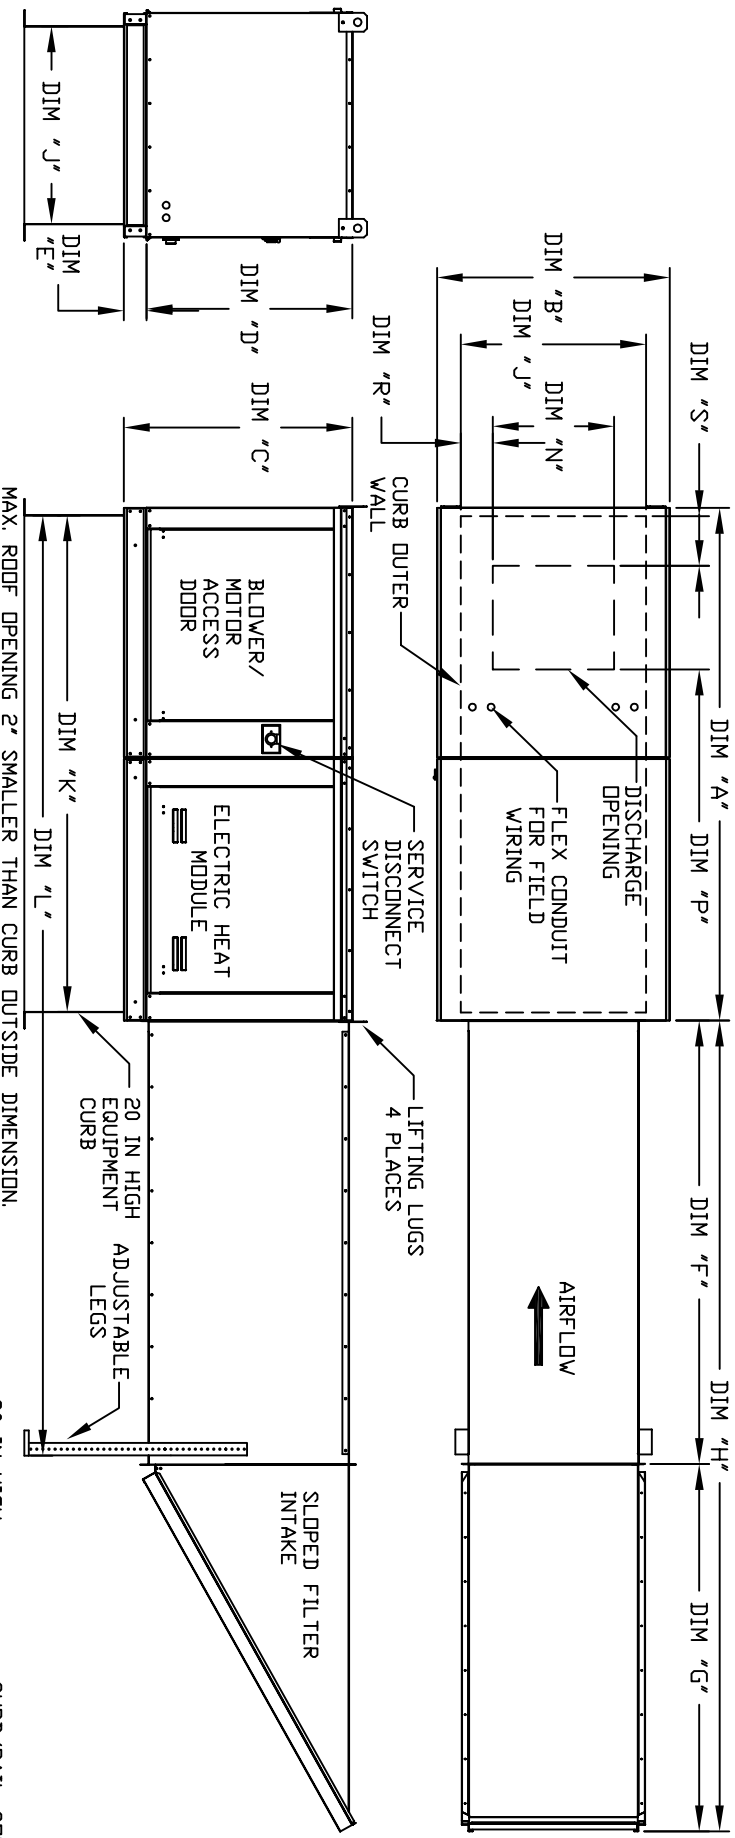 DIM "S"
DIM "A"
DIM "P"
DIM "H"
DIM "F"
DIM "G"
DIM "B"
DIM "J"
DIM "N"
DIM "R"
DISCHARGE
OPENING
FLEX CONDUIT
FOR FIELD
WIRING
AIRFLOW
CURB OUTER
WALL
SERVICE
DISCONNECT
SWITCH
LIFTING LUGS
4 PLACES
DIM "D"
DIM "C"
DIM
"E"
DIM "J"
BLOWER/
MOTOR
ACCESS
DOOR
ELECTRIC HEAT
MODULE
SLOPED FILTER
INTAKE
DIM "K"
DIM "L"
20 IN HIGH
EQUIPMENT
CURB
ADJUSTABLE
LEGS
MAX. ROOF OPENING 2" SMALLER THAN CURB OUTSIDE DIMENSION.